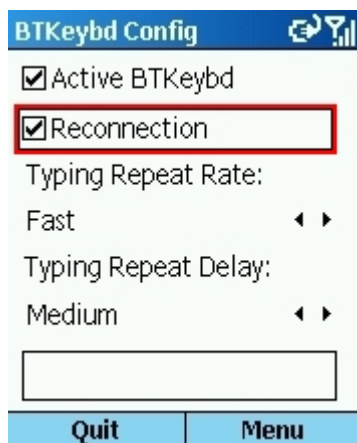 BTKeybd Config
Active BTKeybd
Reconnection
Typing Repeat Rate:
Fast
Typing Repeat Delay:
Medium
Quit Menu